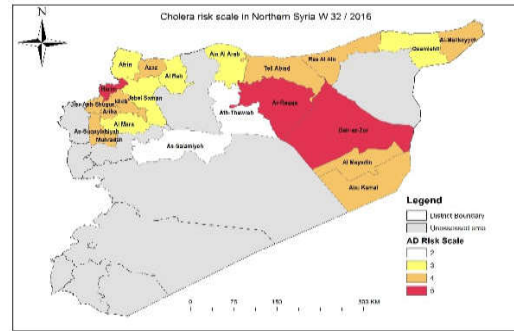 Cholera risk scale in Northern Syria W 32 / 2016
N
Afrin
Azaz
Al Bab
Ain Al Arab
Tell Abiad
Ras Al Ain
Quamishli
Al-Malikeyyeh
Harim
Jebel Saman
Jisr-Ash-Shugur
Idleb
Ariha
Al Mara
As-Suqaylabiyah
Muhradah
As-Salamiyeh
Ath-Thawrah
Ar-Raqqa
Deir-ez-Zor
Al Mayadin
Abu Kamal
Legend
District Boundary
Unassessed area
AD Risk Scale
2
3
4
5
0 75 150 300 KM